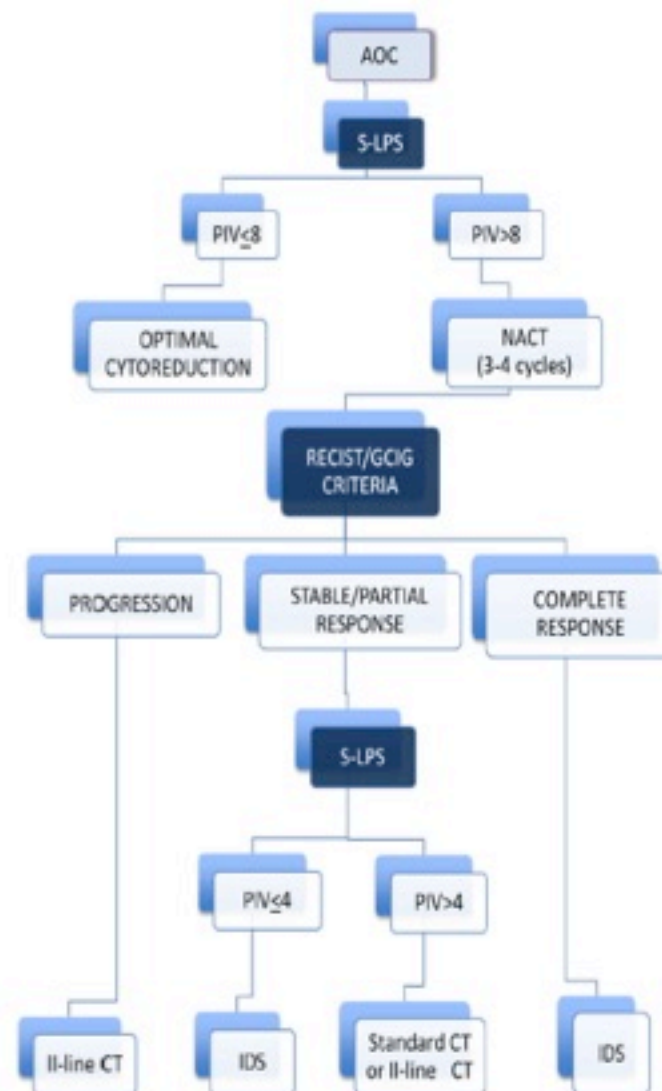 AOC
S-LPS
PIV≤8
PIV>8
OPTIMAL
CYTOREDUCTION
NACT
(3-4 cycles)
RECIST/GCIG
CRITERIA
PROGRESSION
STABLE/PARTIAL
RESPONSE
COMPLETE
RESPONSE
S-LPS
PIV≤4
PIV>4
II-line CT
IDS
Standard CT
or II-line CT
IDS